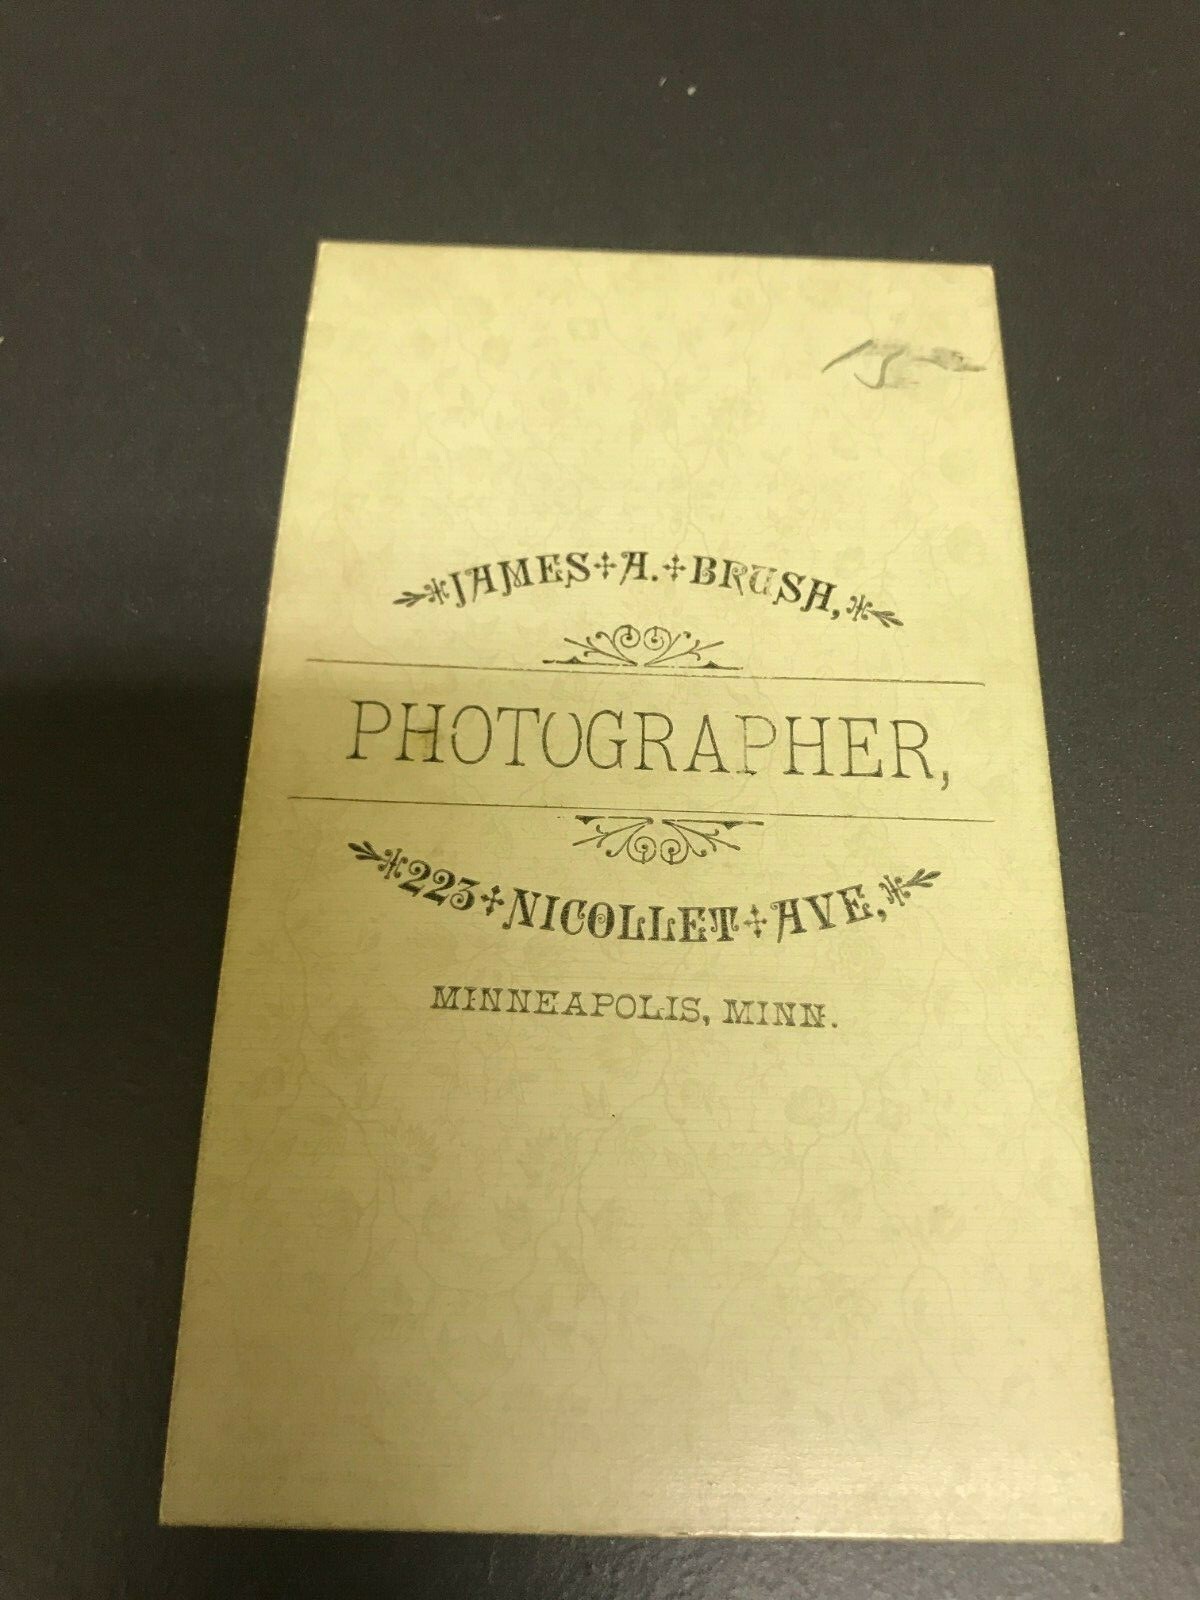 JAMES A. BRUSH,
PHOTOGRAPHER,
223 NICOLLET AVE,
MINNEAPOLIS, MINN.